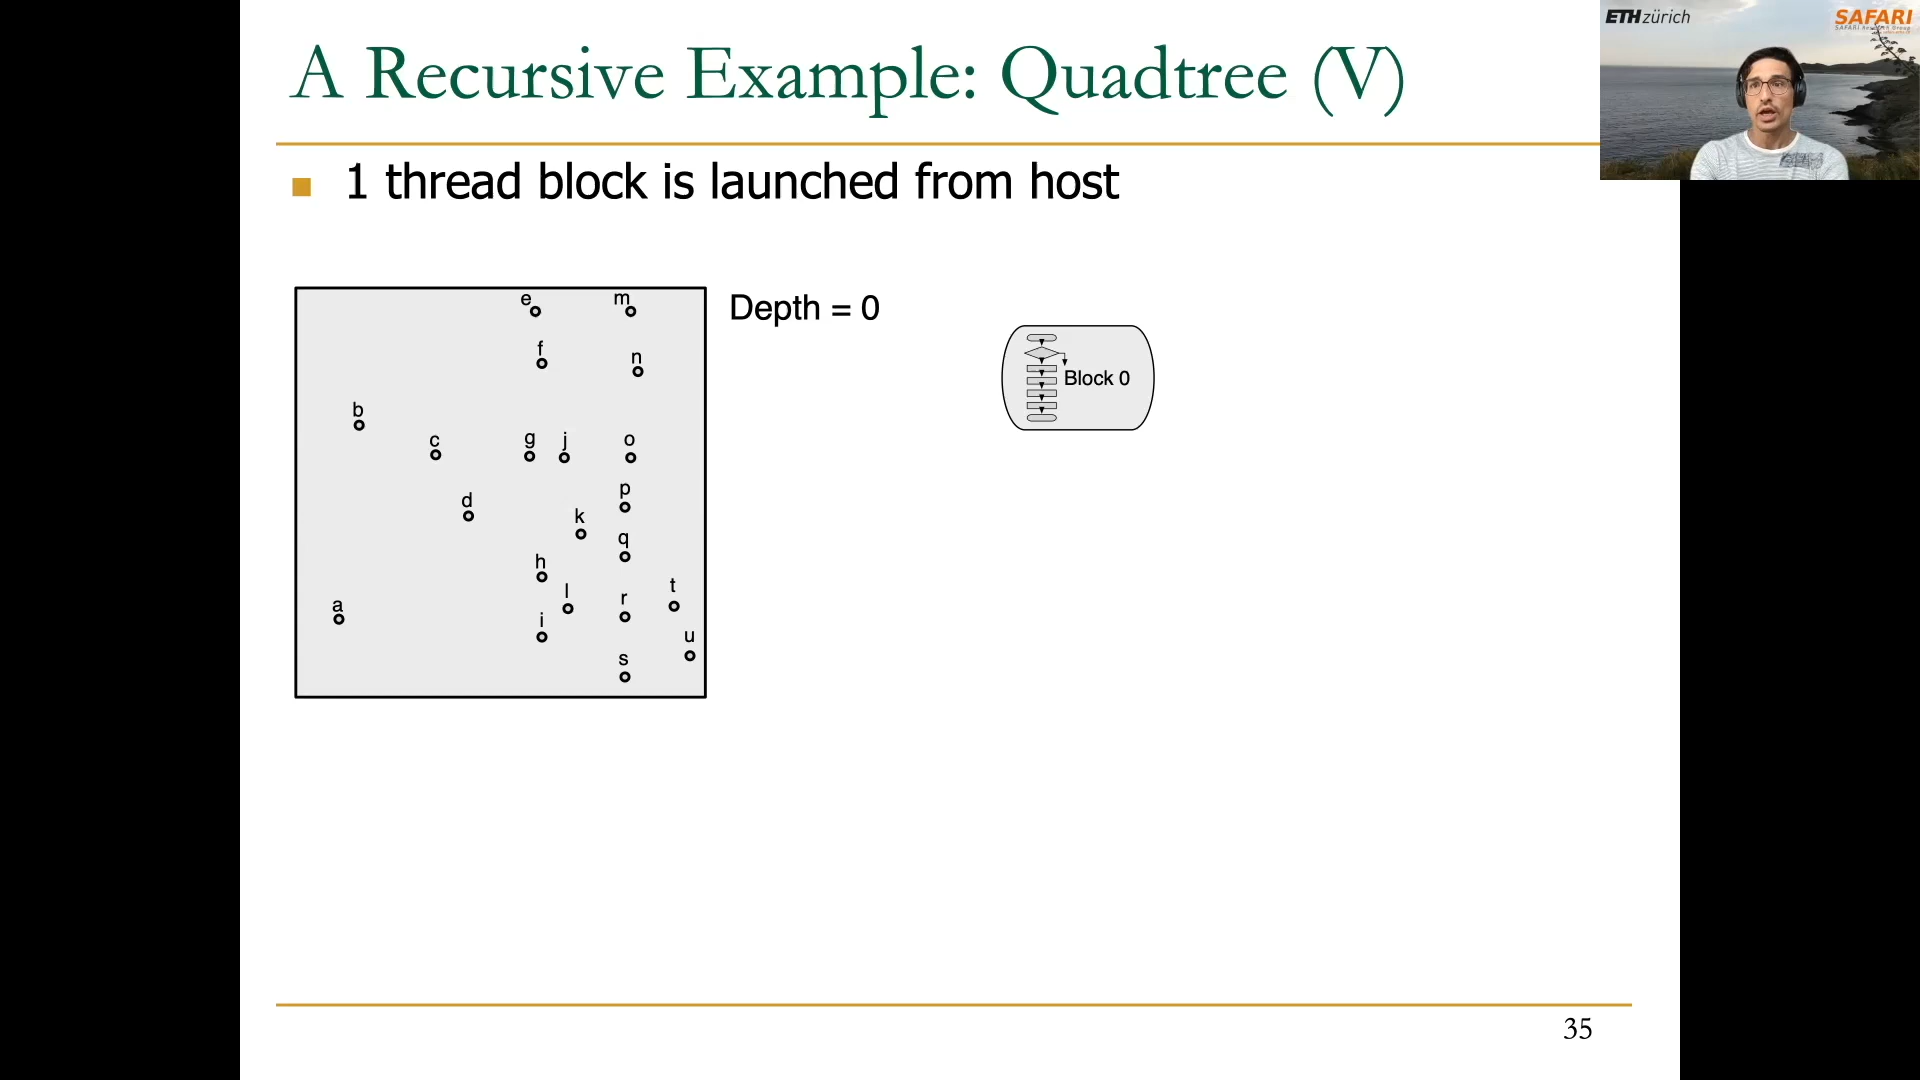 A Recursive Example: Quadtree (V)
ETH zürich
SAFARI
1 thread block is launched from host
Depth = 0
e m
f n
b
c g j o
d p
k q
h
l r t
a i
u
s
Block 0
35